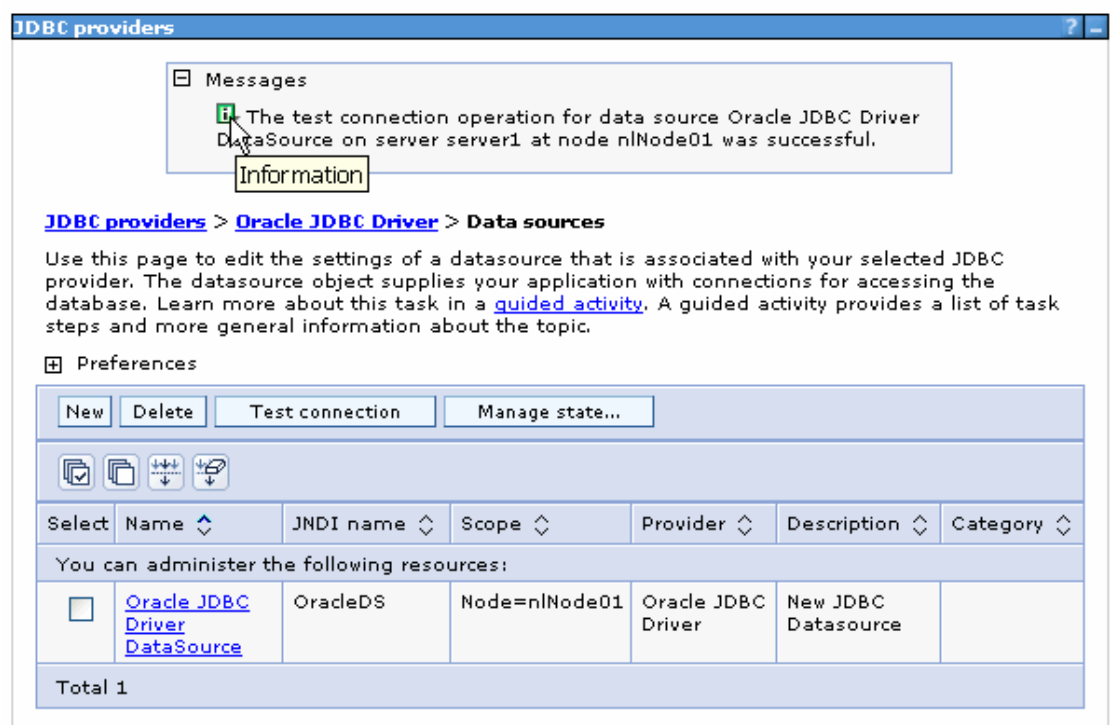 JDBC providers ? _
Messages
The test connection operation for data source Oracle JDBC Driver
DataSource on server server1 at node nlNode01 was successful.
Information
JDBC providers > Oracle JDBC Driver > Data sources
Use this page to edit the settings of a datasource that is associated with your selected JDBC
provider. The datasource object supplies your application with connections for accessing the
database. Learn more about this task in a guided activity. A guided activity provides a list of task
steps and more general information about the topic.
Preferences
New Delete Test connection Manage state...
Select Name JNDI name Scope Provider Description Category
You can administer the following resources:
Oracle JDBC OracleDS Node=nlNode01 Oracle JDBC New JDBC
Driver Driver Datasource
DataSource
Total 1